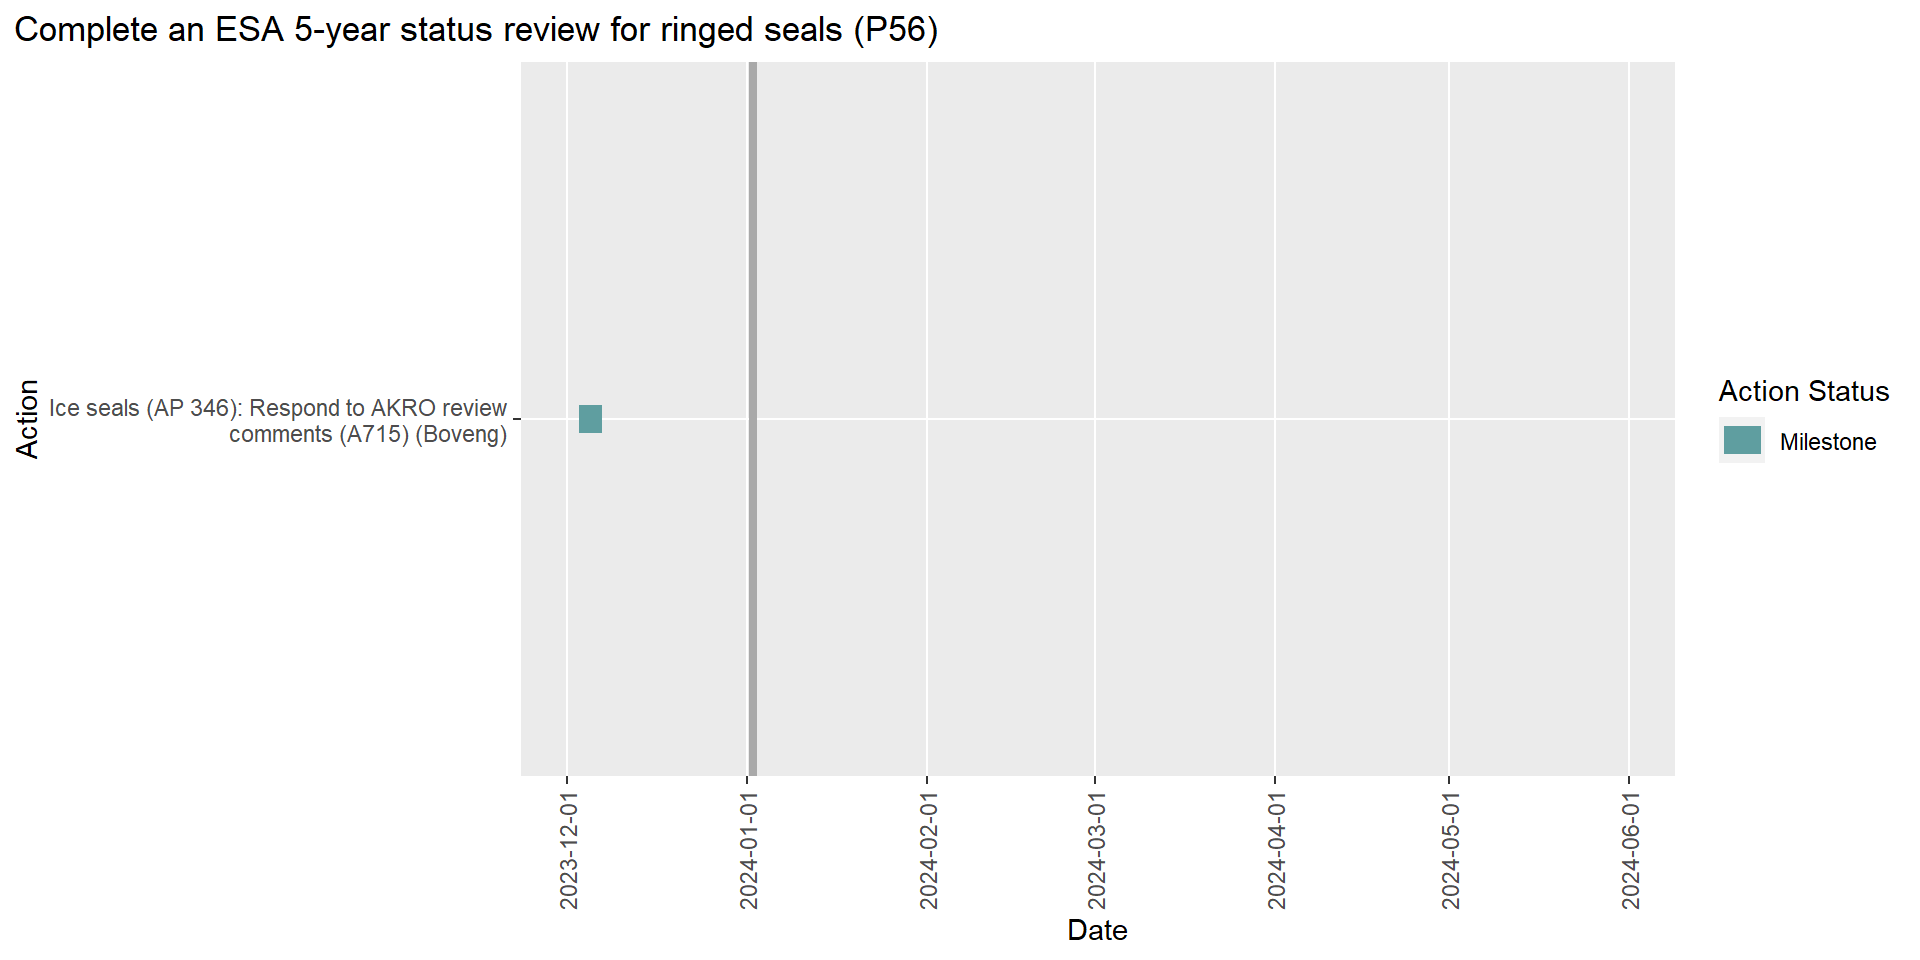 Complete an ESA 5-year status review for ringed seals (P56)
Action
Ice seals (AP 346): Respond to AKRO review
comments (A715) (Boveng)
Action Status
Milestone
2023-12-01
2024-01-01
2024-02-01
2024-03-01
2024-04-01
2024-05-01
2024-06-01
Date